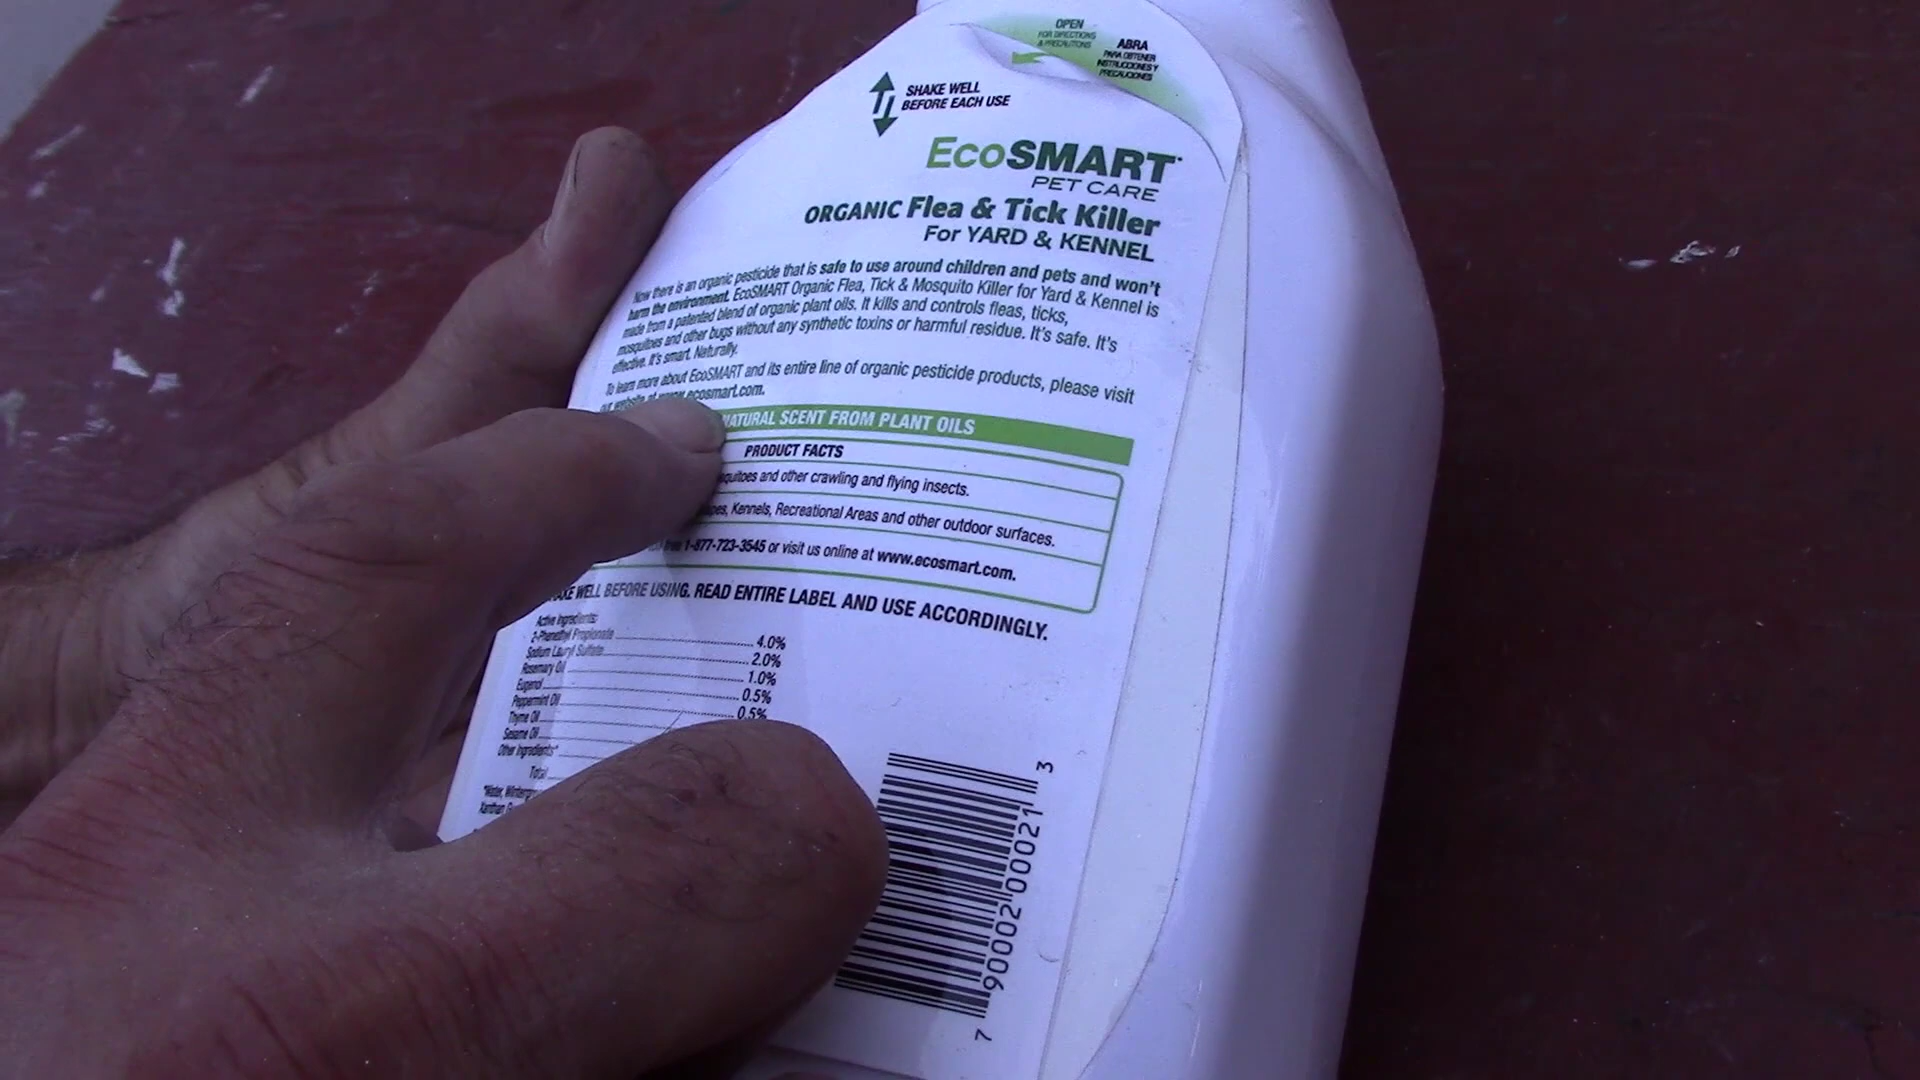 OPEN
FOR DIRECTIONS
& PRECAUTIONS
ABRA
PARA OBTENER
INSTRUCCIONES Y
PRECAUCIONES
SHAKE WELL
BEFORE EACH USE
EcoSMART
PET CARE
ORGANIC Flea & Tick Killer
For YARD & KENNEL
Now there is an organic pesticide that is safe to use around children and pets and won't
harm the environment. EcoSMART Organic Flea, Tick & Mosquito Killer for Yard & Kennel is
made from a patented blend of organic plant oils. It kills and controls fleas, ticks,
mosquitoes and other bugs without any synthetic toxins or harmful residue. It's safe. It's
effective. It's smart. Naturally.
To learn more about EcoSMART and its entire line of organic pesticide products, please visit
our website at www.ecosmart.com.
NATURAL SCENT FROM PLANT OILS
PRODUCT FACTS
and other crawling and flying insects.
Kennels, Recreational Areas and other outdoor surfaces.
1-877-723-3545 or visit us online at www.ecosmart.com.
WELL BEFORE USING. READ ENTIRE LABEL AND USE ACCORDINGLY.
Active Ingredients:
2-Phenethyl Propionate 4.0%
Sodium Lauryl Sulfate 2.0%
Rosemary Oil 1.0%
Eugenol 0.5%
Peppermint Oil 0.5%
Thyme Oil
Sesame Oil
Other Ingredients*
Total
*Water,
Xanthan
7 90002 00021 3